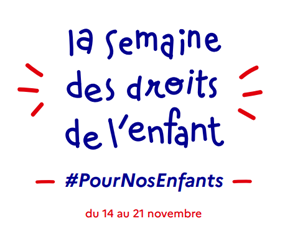 la semaine
des droits
de l'enfant
#PourNosEnfants
du 14 au 21 novembre